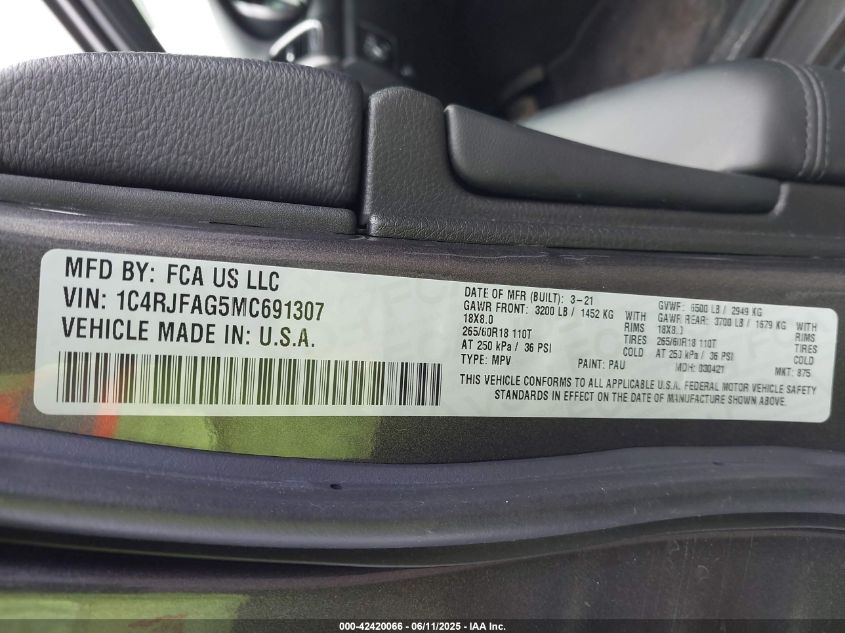 MFD BY: FCA US LLC
VIN: 1C4RJFAG5MC691307
VEHICLE MADE IN: U.S.A.
DATE OF MFR (BUILT): 3-21 GVWR: 6500 LB / 2949 KG
GAWR FRONT: 3200 LB / 1452 KG WITH GAWR REAR: 3700 LB / 1679 KG WITH
18X8.0 RIMS 18X8.0 RIMS
265/60R18 110T TIRES 265/60R18 110T TIRES
AT 250 kPa / 36 PSI COLD AT 250 kPa / 36 PSI COLD
TYPE: MPV PAINT: PAU MDH: 030421 MKT: 875
THIS VEHICLE CONFORMS TO ALL APPLICABLE U.S.A. FEDERAL MOTOR VEHICLE SAFETY
STANDARDS IN EFFECT ON THE DATE OF MANUFACTURE SHOWN ABOVE.
000-42420066 - 06/11/2025 - IAA Inc.